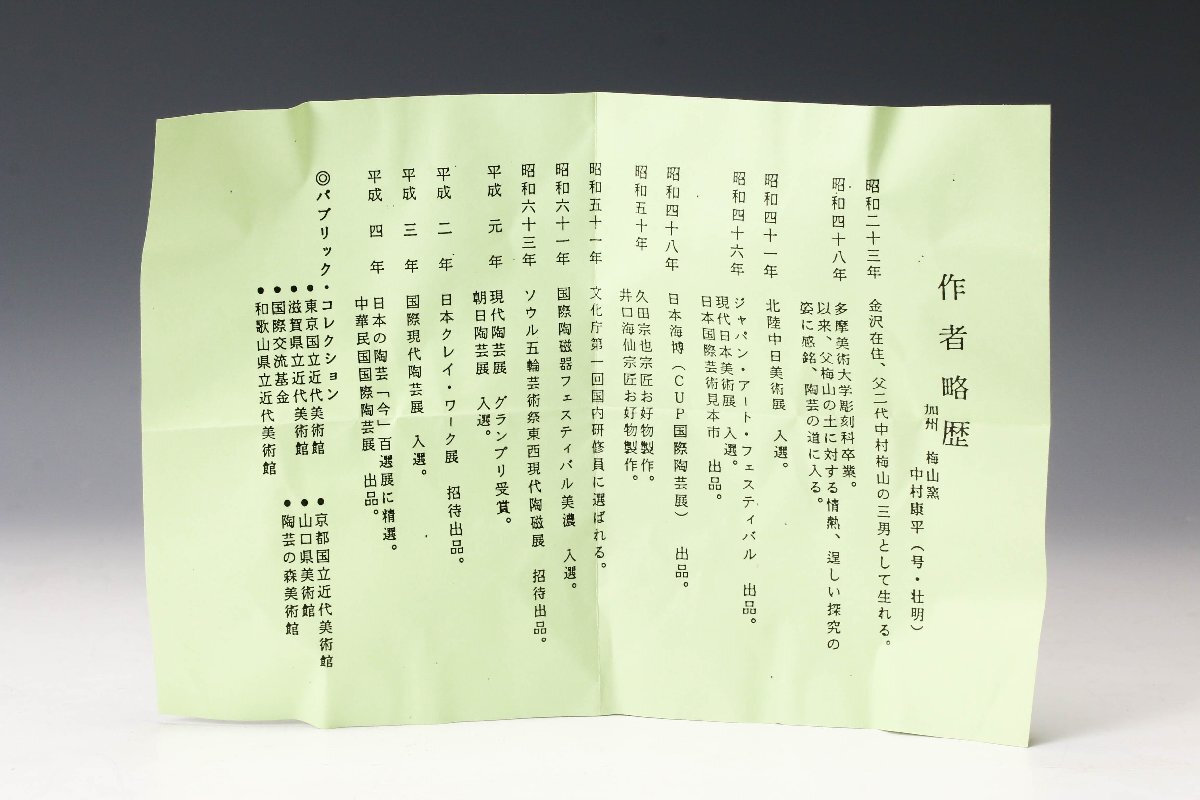 作者略歴
加州 梅山窯
中村康平（号・壮明）
昭和二十三年 金沢在住、父二代中村梅山の三男として生れる。
昭和四十八年 多摩美術大学彫刻科卒業。
以来、父梅山の土に対する情熱、逞しい探究の
姿に感銘、陶芸の道に入る。
昭和四十一年 北陸中日美術展 入選。
昭和四十六年 ジャパン・アート・フェスティバル 出品。
現代日本美術展 入選。
日本国際芸術見本市 出品。
昭和四十八年 日本海博（CUP国際陶芸展） 出品。
昭和五十年 久田宗也宗匠お好物製作。
井口海仙宗匠お好物製作。
昭和五十一年 文化庁第一回国内研修員に選ばれる。
昭和六十一年 国際陶磁器フェスティバル美濃 入選。
昭和六十三年 ソウル五輪芸術祭東西現代陶磁展 招待出品。
平成 元 年 現代陶芸展 グランプリ受賞。
朝日陶芸展 入選。
平成 二 年 日本クレイ・ワーク展 招待出品。
平成 三 年 国際現代陶芸展 入選。
平成 四 年 日本の陶芸「今」百選展に精選。
中華民国国際陶芸展 出品。
◎パブリック・コレクション
●東京国立近代美術館 ●京都国立近代美術館
●滋賀県立近代美術館 ●山口県美術館
●国際交流基金 ●陶芸の森美術館
●和歌山県立近代美術館